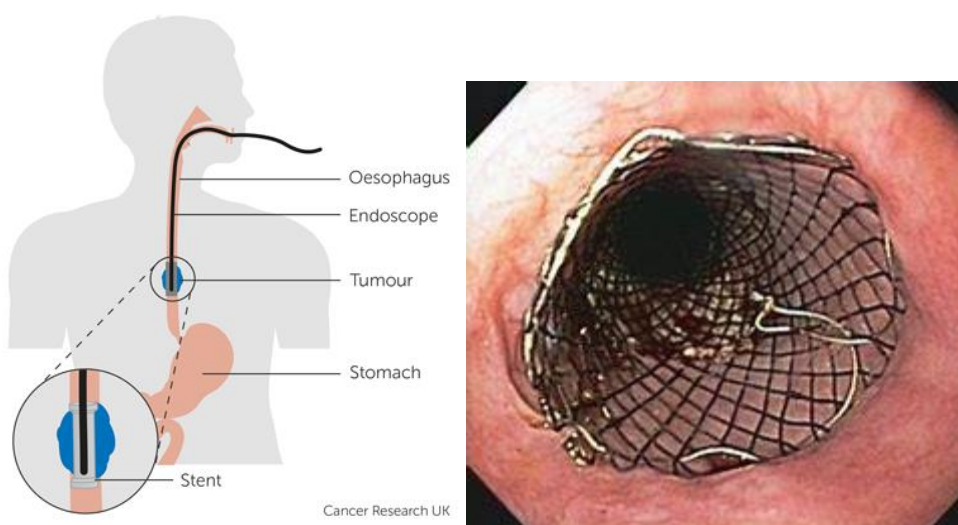 Oesophagus
Endoscope
Tumour
Stomach
Stent
Cancer Research UK